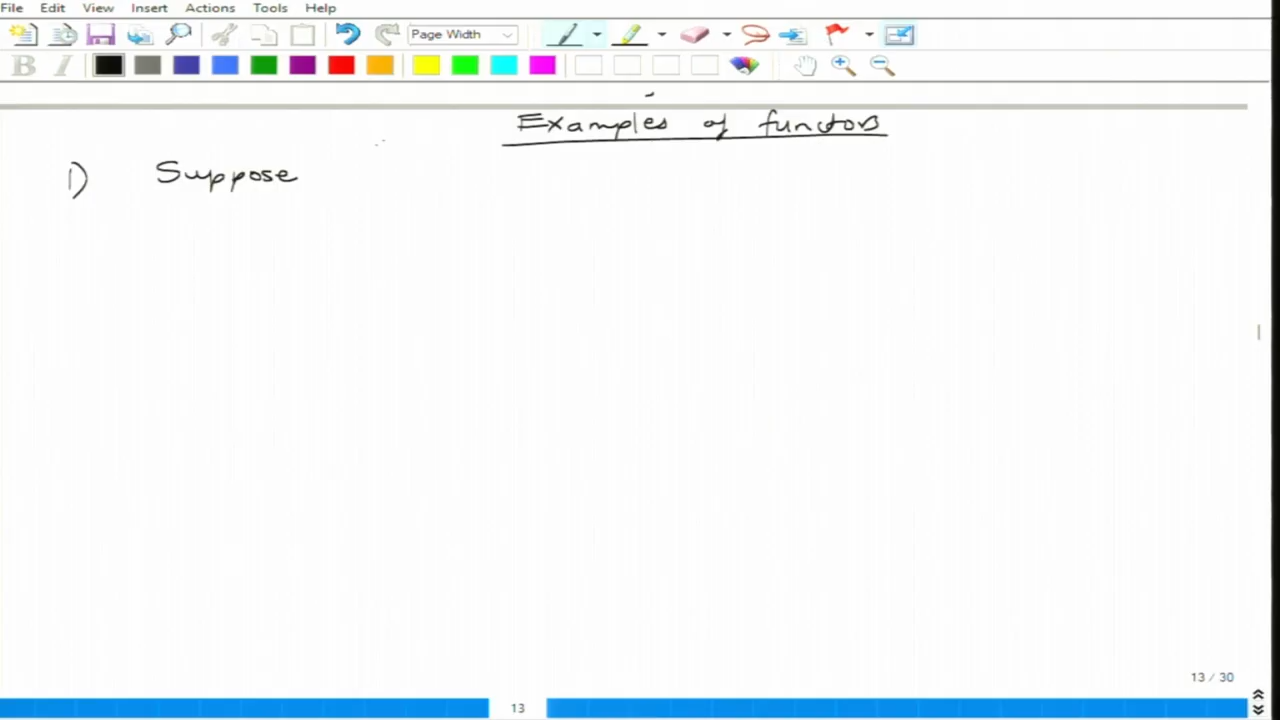 File Edit View Insert Actions Tools Help
Page Width
B I
Examples of functors
1) Suppose
13 / 30
13